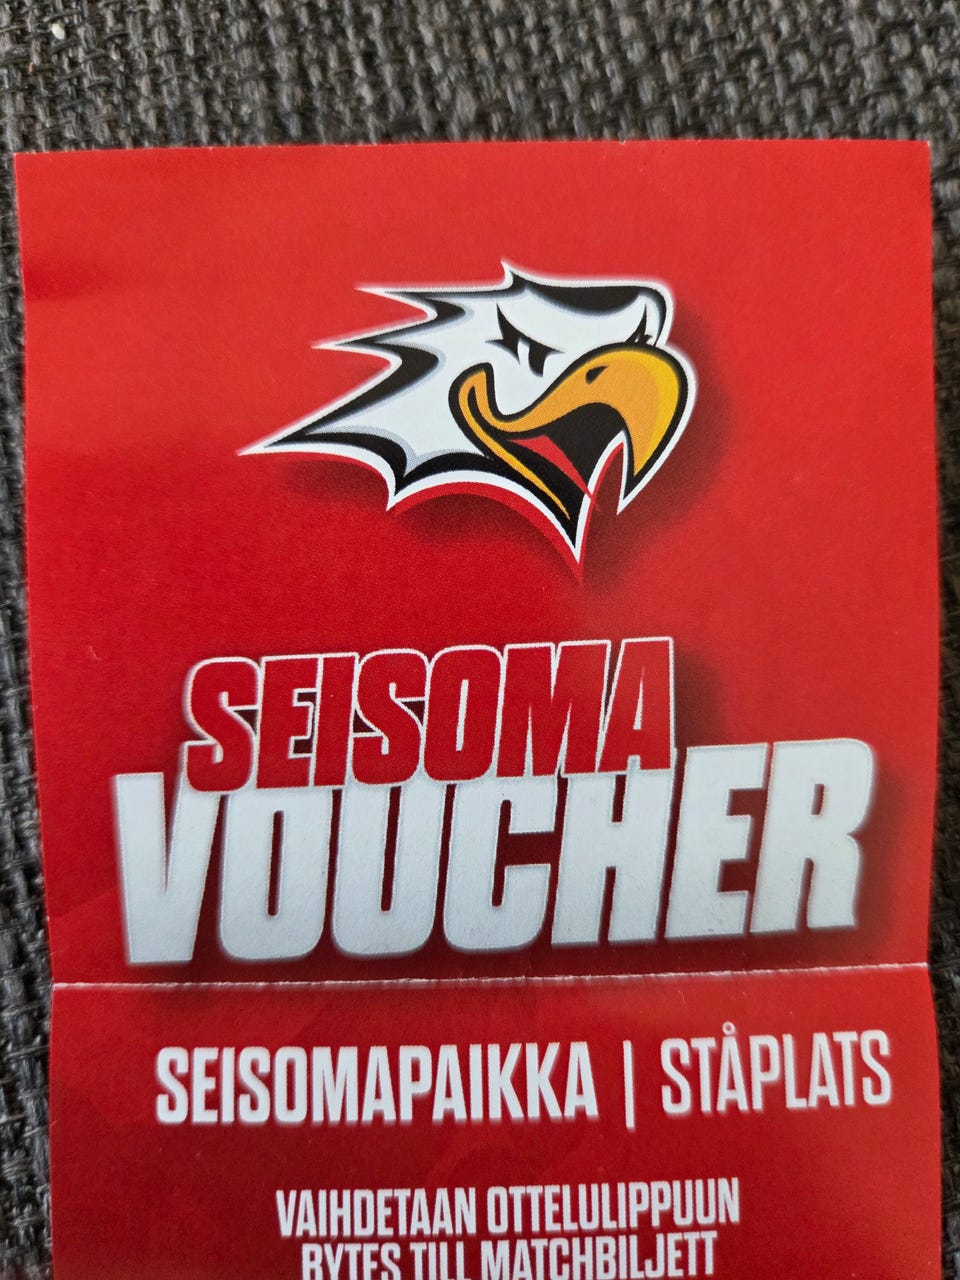 SEISOMA
VOUCHER
SEISOMAPAIKKA | STÅPLATS
VAIHDETAAN OTTELULIPPUUN
BYTES TILL MATCHBILJETT